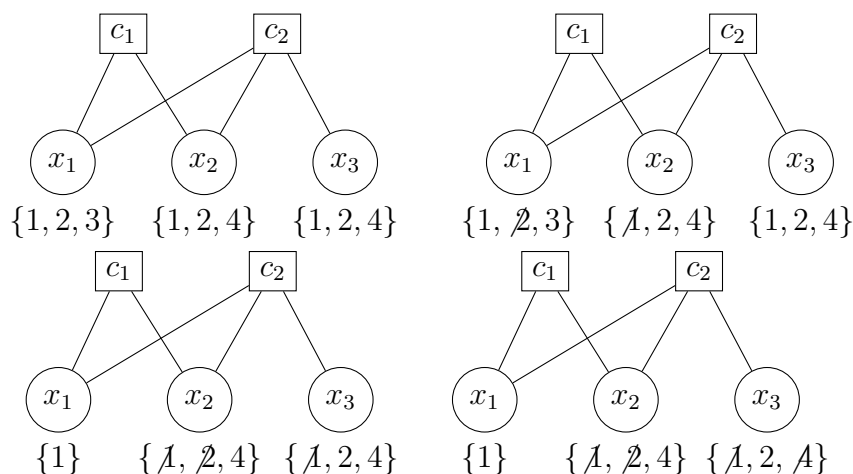 c₁ c₂ c₁ c₂
x₁ x₂ x₃ x₁ x₂ x₃
{1, 2, 3} {1, 2, 4} {1, 2, 4} {1, 2̸, 3} {1̸, 2, 4} {1, 2, 4}
c₁ c₂ c₁ c₂
x₁ x₂ x₃ x₁ x₂ x₃
{1} {1̸, 2̸, 4} {1̸, 2, 4} {1} {1̸, 2̸, 4} {1̸, 2, 4̸}